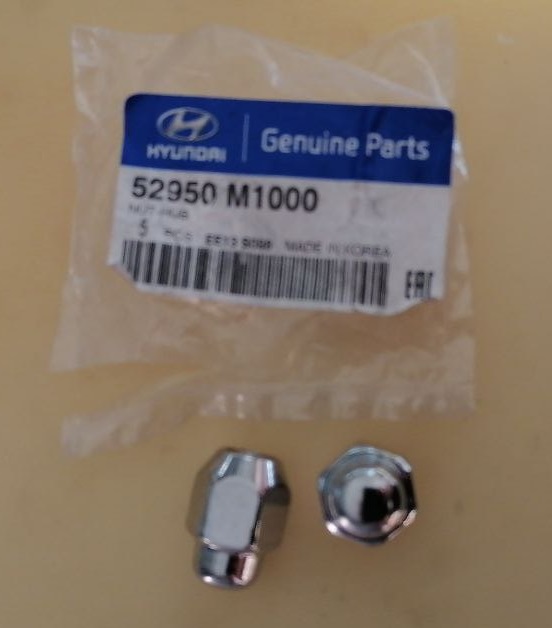 HYUNDAI
Genuine Parts
52950 M1000
NUT-HUB
5 PCS MADE IN KOREA
EAC